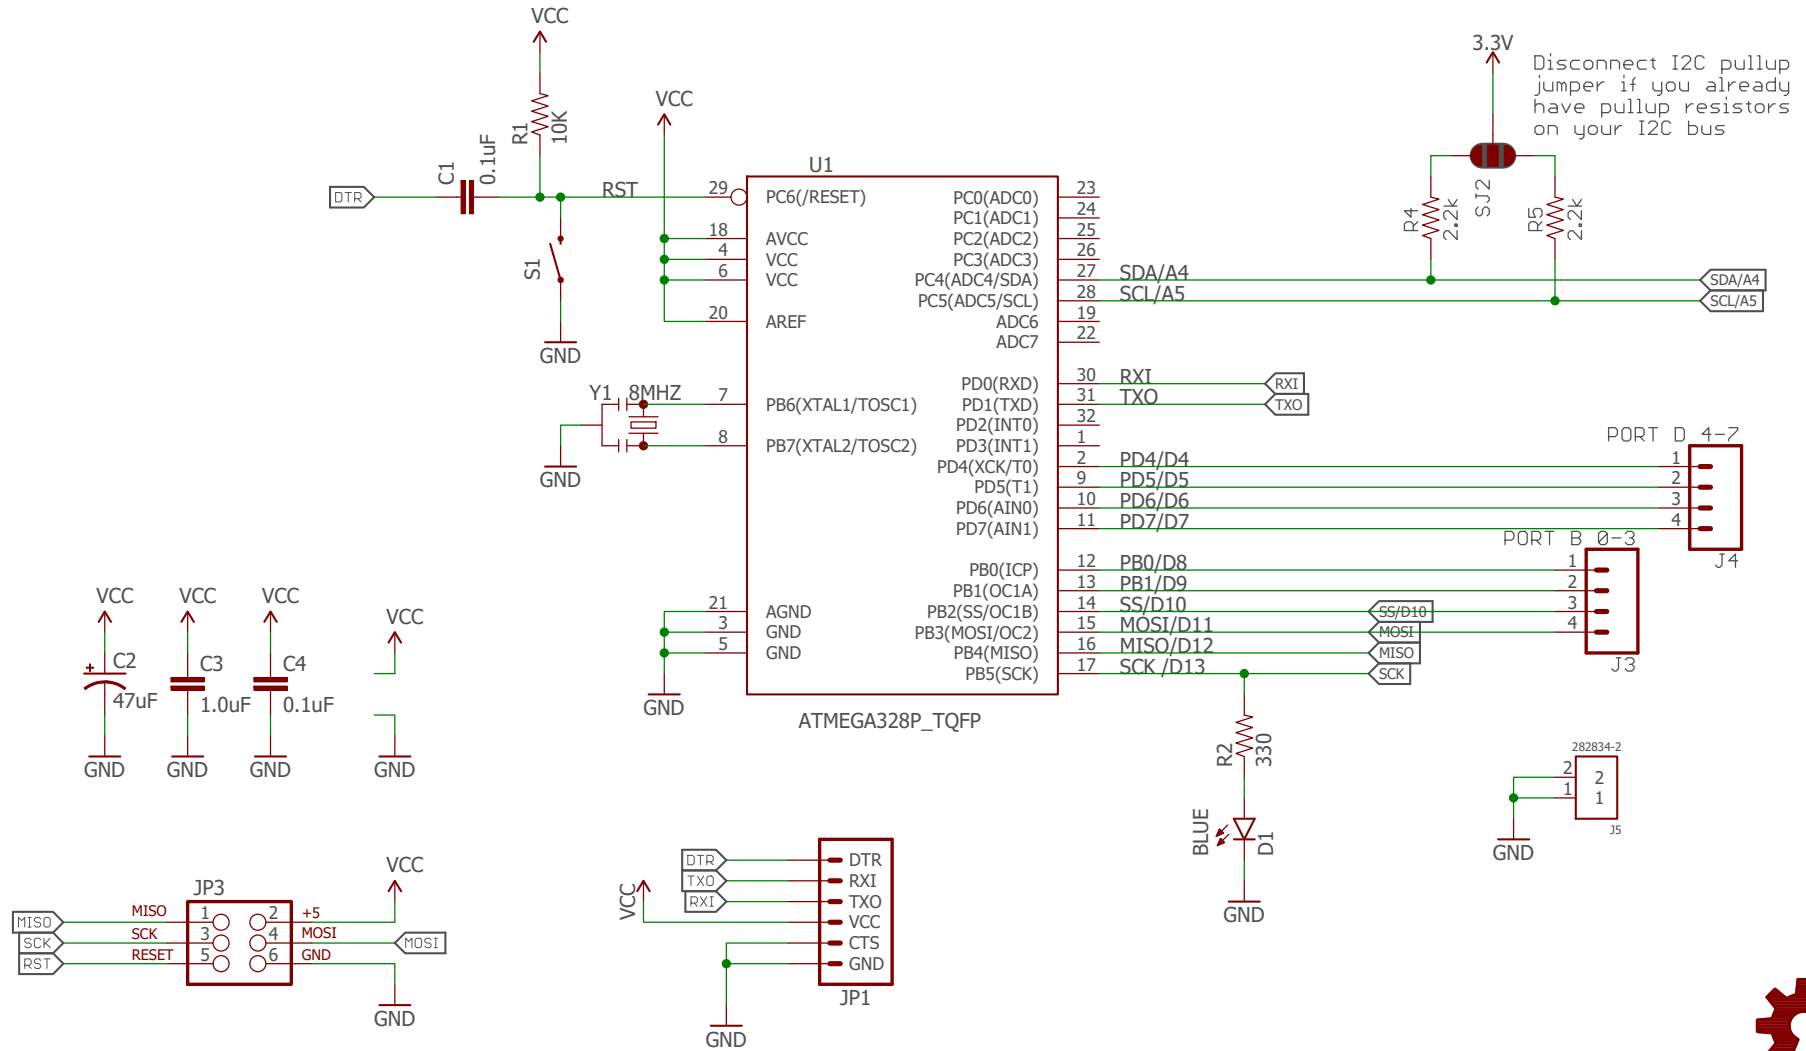 VCC
R1
10K
C1
0.1uF
DTR
RST
S1
GND
VCC
U1
29 PC6(/RESET)
18 AVCC
4 VCC
6 VCC
20 AREF
7 PB6(XTAL1/TOSC1)
8 PB7(XTAL2/TOSC2)
21 AGND
3 GND
5 GND
GND
Y1 8MHZ
GND
PC0(ADC0) 23
PC1(ADC1) 24
PC2(ADC2) 25
PC3(ADC3) 26
PC4(ADC4/SDA) 27 SDA/A4
PC5(ADC5/SCL) 28 SCL/A5
ADC6 19
ADC7 22
PD0(RXD) 30 RXI RXI
PD1(TXD) 31 TXO TXO
PD2(INT0) 32
PD3(INT1) 1
PD4(XCK/T0) 2 PD4/D4
PD5(T1) 9 PD5/D5
PD6(AIN0) 10 PD6/D6
PD7(AIN1) 11 PD7/D7
PB0(ICP) 12 PB0/D8
PB1(OC1A) 13 PB1/D9
PB2(SS/OC1B) 14 SS/D10 SS/D10
PB3(MOSI/OC2) 15 MOSI/D11 MOSI
PB4(MISO) 16 MISO/D12 MISO
PB5(SCK) 17 SCK /D13 SCK
ATMEGA328P_TQFP
3.3V
Disconnect I2C pullup
jumper if you already
have pullup resistors
on your I2C bus
SJ2
R4
2.2k
R5
2.2k
SDA/A4
SCL/A5
PORT D 4-7
1
2
3
4
J4
PORT B 0-3
1
2
3
4
J3
R2
330
BLUE
D1
GND
282834-2
2 2
1 1
J5
GND
VCC
C2
47uF
GND
VCC
C3
1.0uF
GND
VCC
C4
0.1uF
GND
VCC
GND
JP3
VCC
MISO MISO 1 2 +5
SCK SCK 3 4 MOSI MOSI
RST RESET 5 6 GND
GND
DTR DTR
TXO RXI
RXI TXO
VCC VCC
CTS
GND
JP1
GND